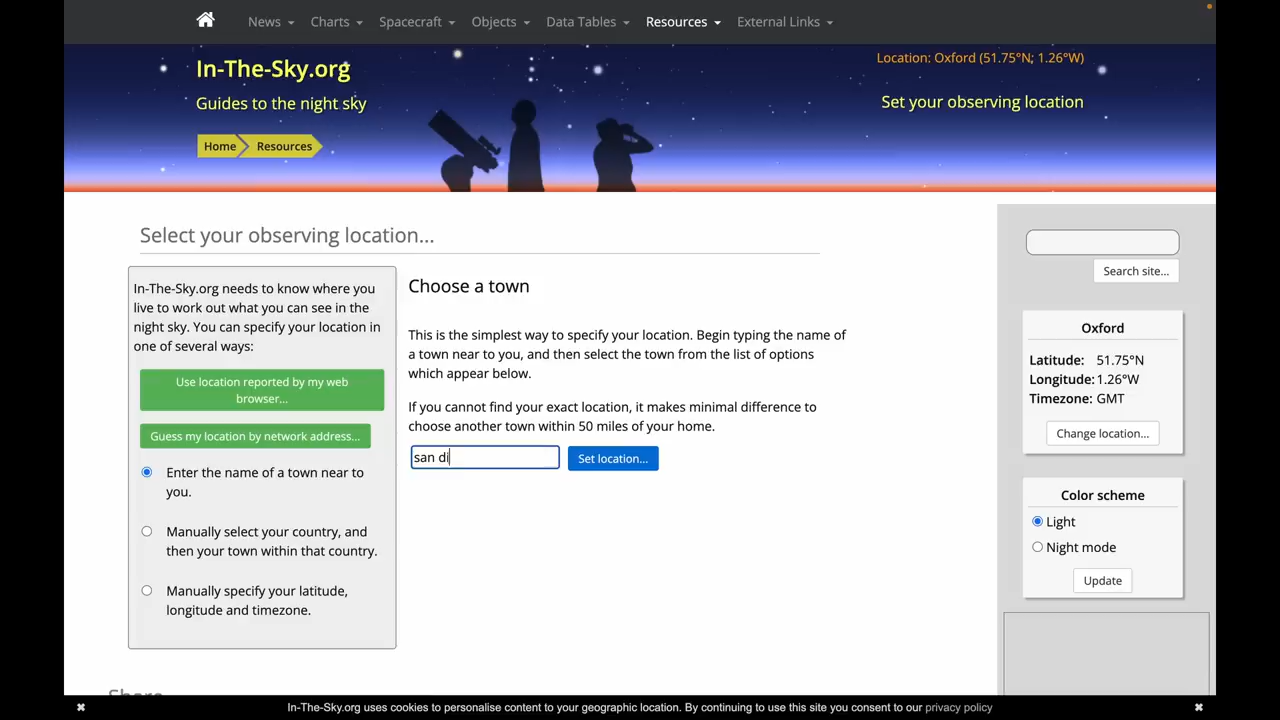 News
Charts
Spacecraft
Objects
Data Tables
Resources
External Links
In-The-Sky.org
Guides to the night sky
Location: Oxford (51.75°N; 1.26°W)
Set your observing location
Home
Resources
Select your observing location...
In-The-Sky.org needs to know where you
live to work out what you can see in the
night sky. You can specify your location in
one of several ways:
Use location reported by my web
browser...
Guess my location by network address...
Enter the name of a town near to
you.
Manually select your country, and
then your town within that country.
Manually specify your latitude,
longitude and timezone.
Choose a town
This is the simplest way to specify your location. Begin typing the name of
a town near to you, and then select the town from the list of options
which appear below.
If you cannot find your exact location, it makes minimal difference to
choose another town within 50 miles of your home.
san di
Set location...
Search site...
Oxford
Latitude: 51.75°N
Longitude: 1.26°W
Timezone: GMT
Change location...
Color scheme
Light
Night mode
Update
Share
In-The-Sky.org uses cookies to personalise content to your geographic location. By continuing to use this site you consent to our privacy policy